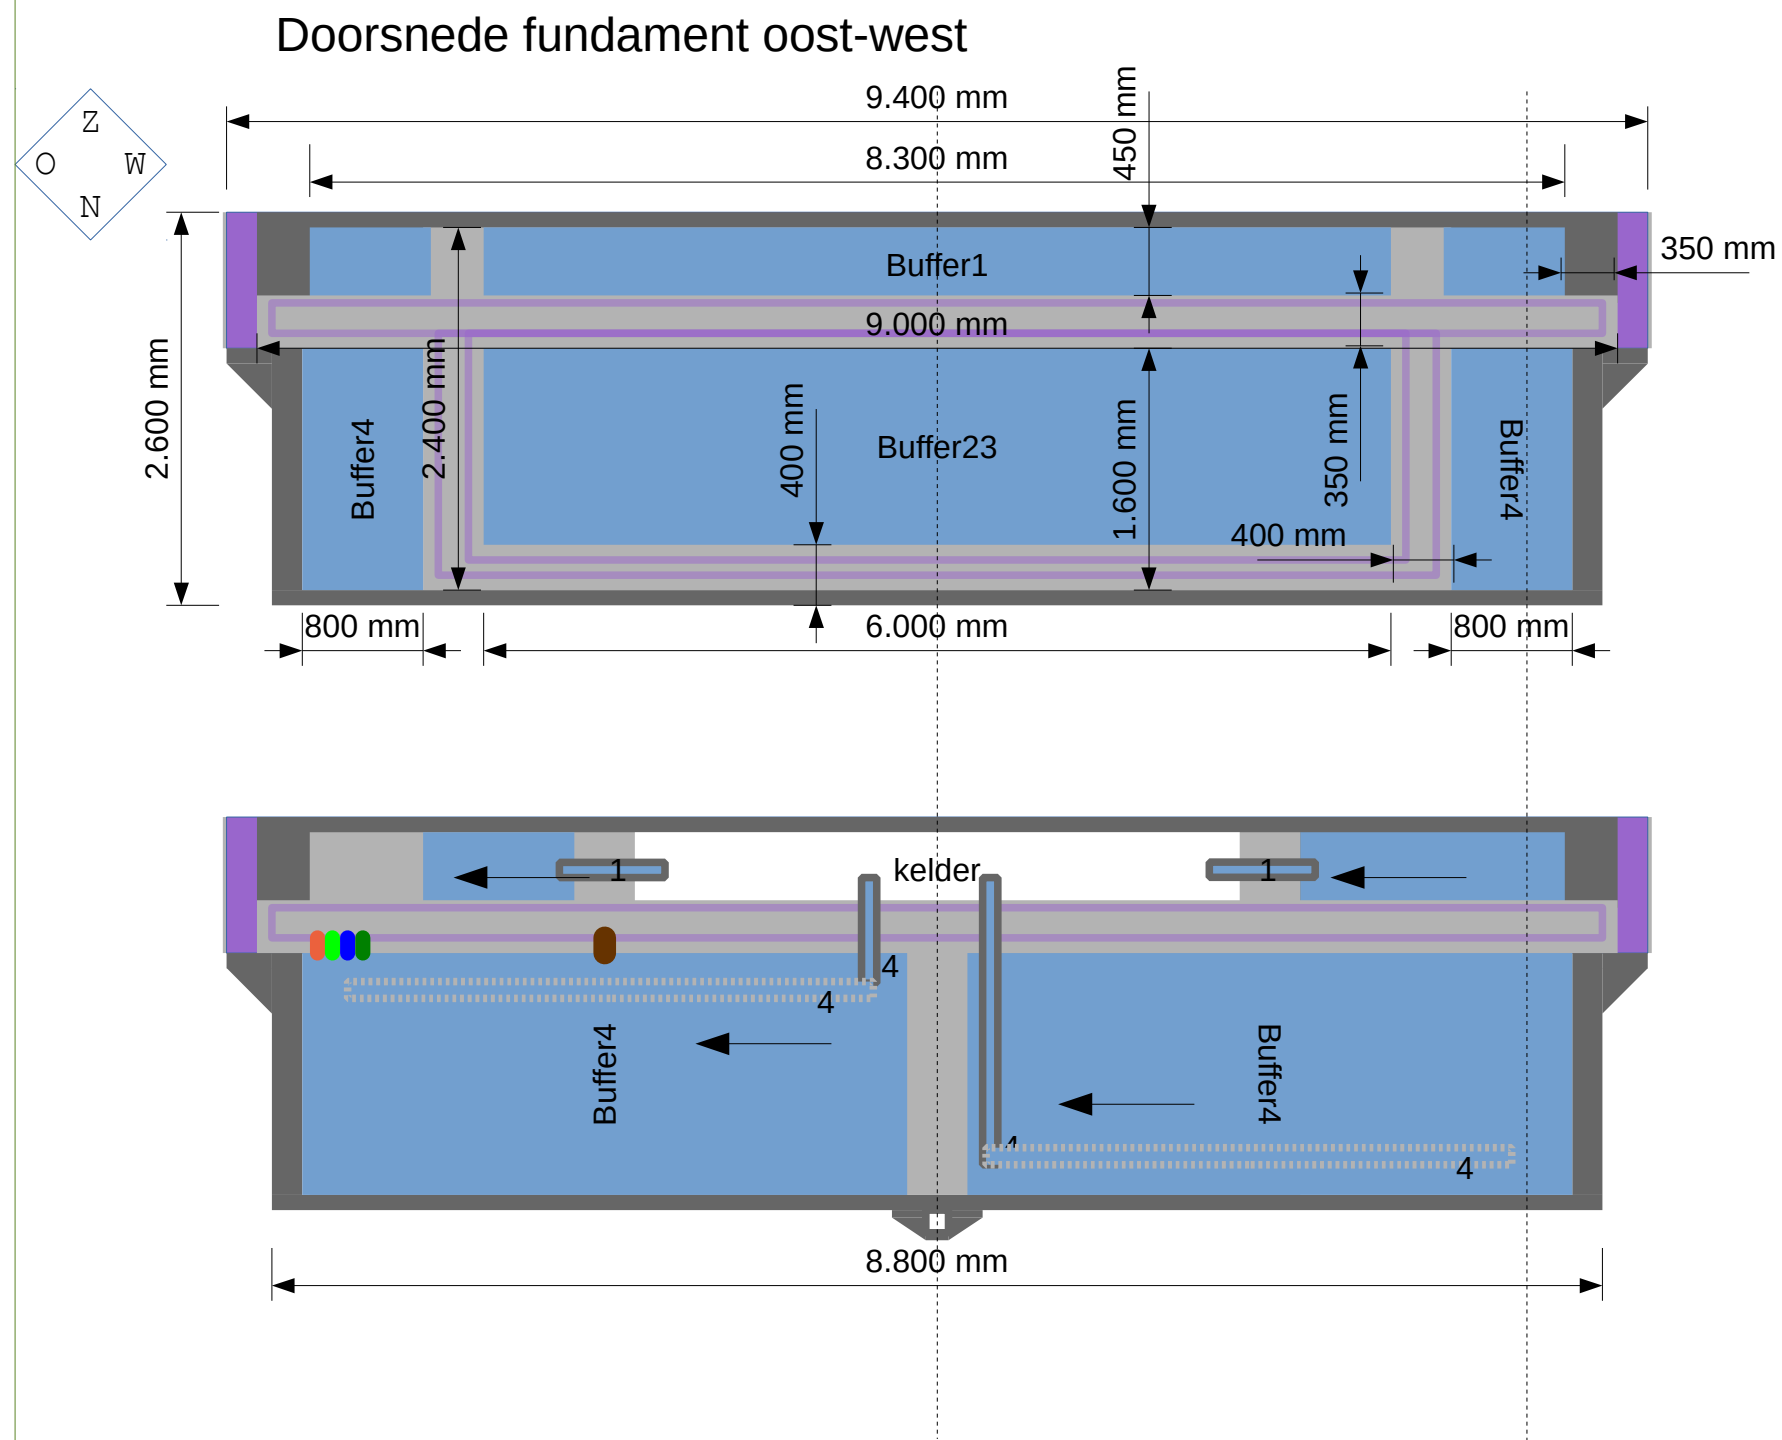 Doorsnede fundament oost-west
9.400 mm
450 mm
8.300 mm
Z
O W
N
350 mm
Buffer1
9.000 mm
2.600 mm
2.400 mm
400 mm
1.600 mm
350 mm
Buffer4
Buffer23
Buffer4
400 mm
800 mm
6.000 mm
800 mm
1
kelder
1
4
4
Buffer4
Buffer4
4
4
8.800 mm